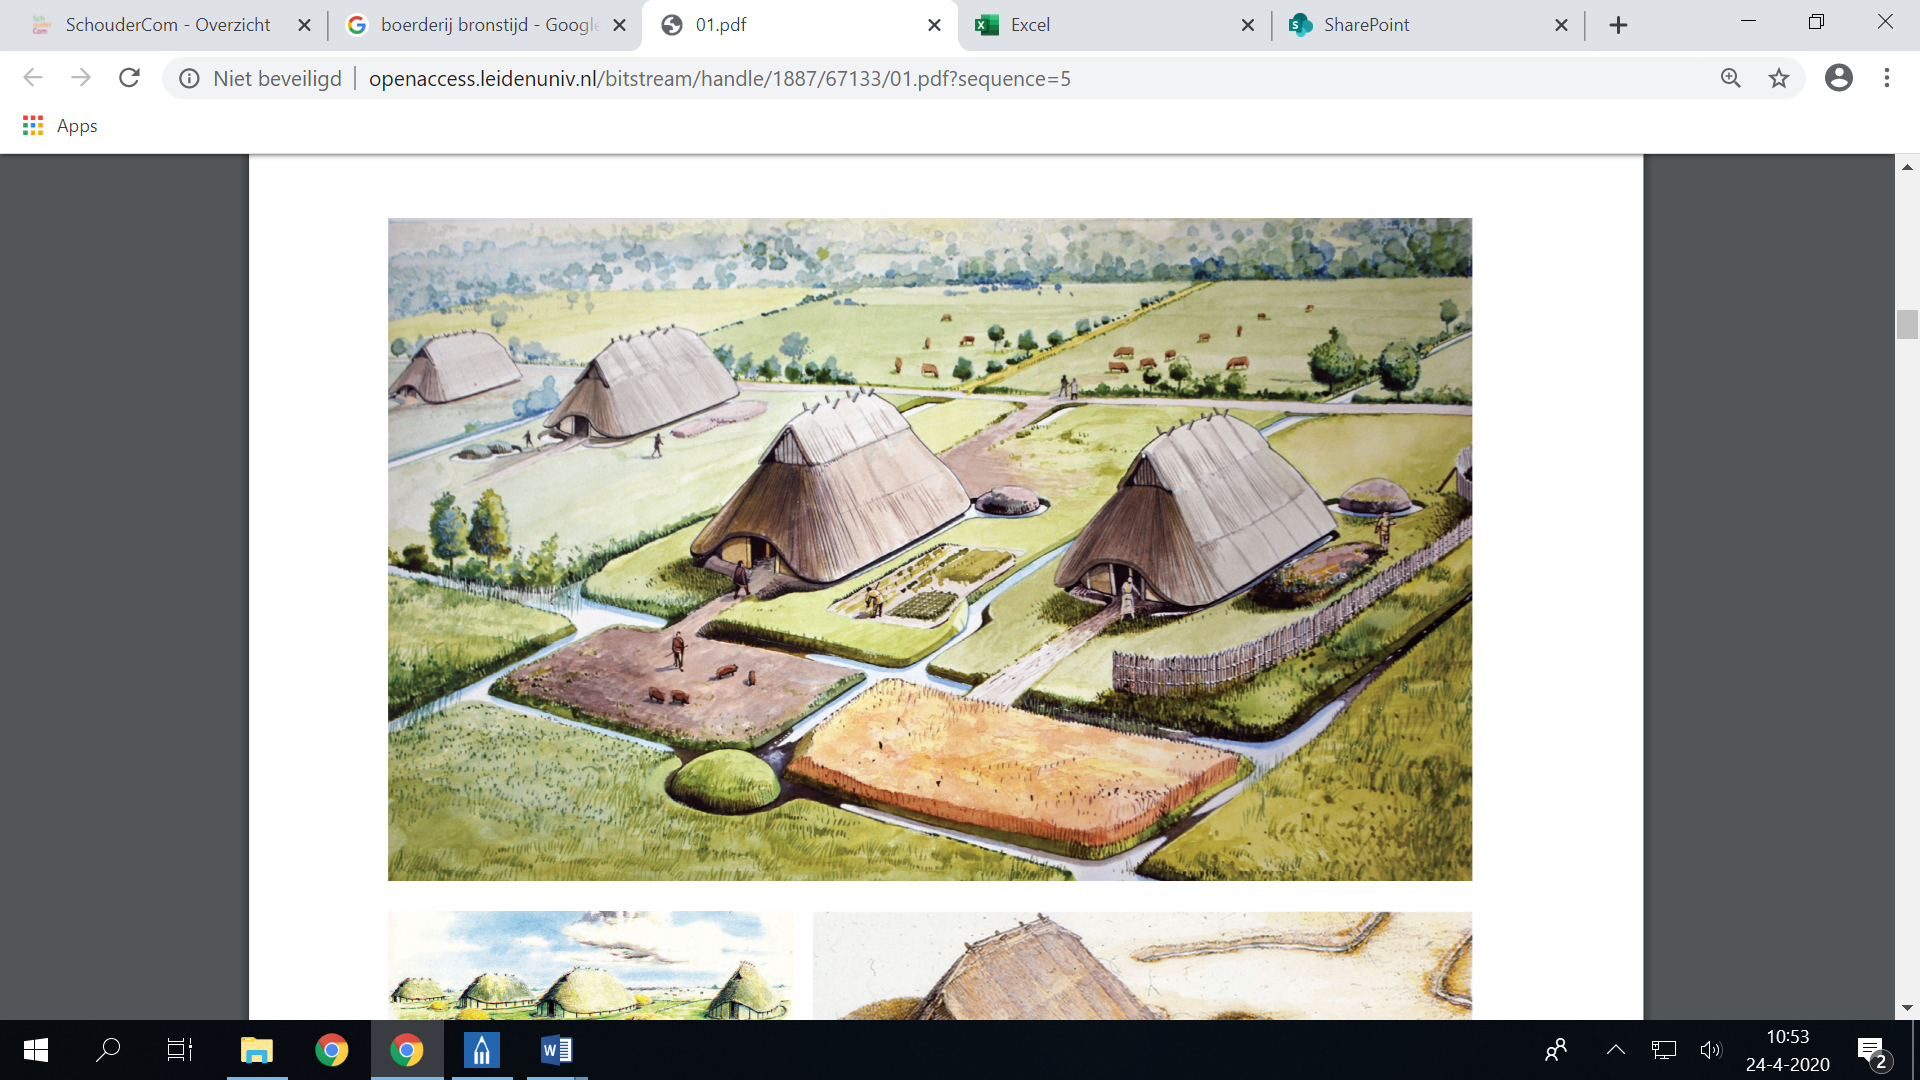 SchouderCom - Overzicht
boerderij bronstijd - Google
01.pdf
Excel
SharePoint
Niet beveiligd
openaccess.leidenuniv.nl/bitstream/handle/1887/67133/01.pdf?sequence=5
Apps
10:53
24-4-2020
2